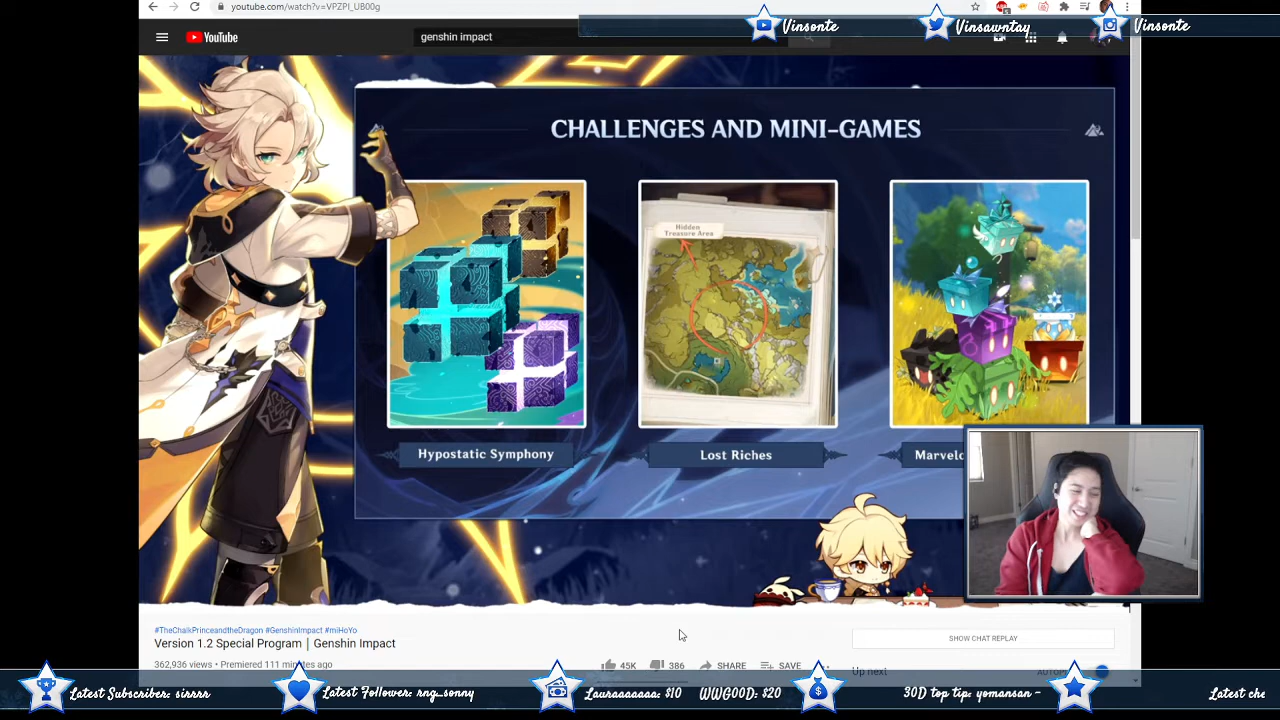 youtube.com/watch?v=VPZPl_UB00g
Vinsonte
Vinsawntay
Vinsonte
YouTube
genshin impact
CHALLENGES AND MINI-GAMES
Hidden
Treasure Area
Hypostatic Symphony
Lost Riches
#TheChalkPrinceandtheDragon #GenshinImpact #miHoYo
Version 1.2 Special Program | Genshin Impact
SHOW CHAT REPLAY
362,936 views • Premiered 111 minutes ago
45K
386
SHARE
SAVE
Up next
Latest Subscriber: sirrrr
Latest Follower: rng_sonny
Lauraaaaaaa: $10
WWGOOD: $20
30D top tip: yomansan -
Latest